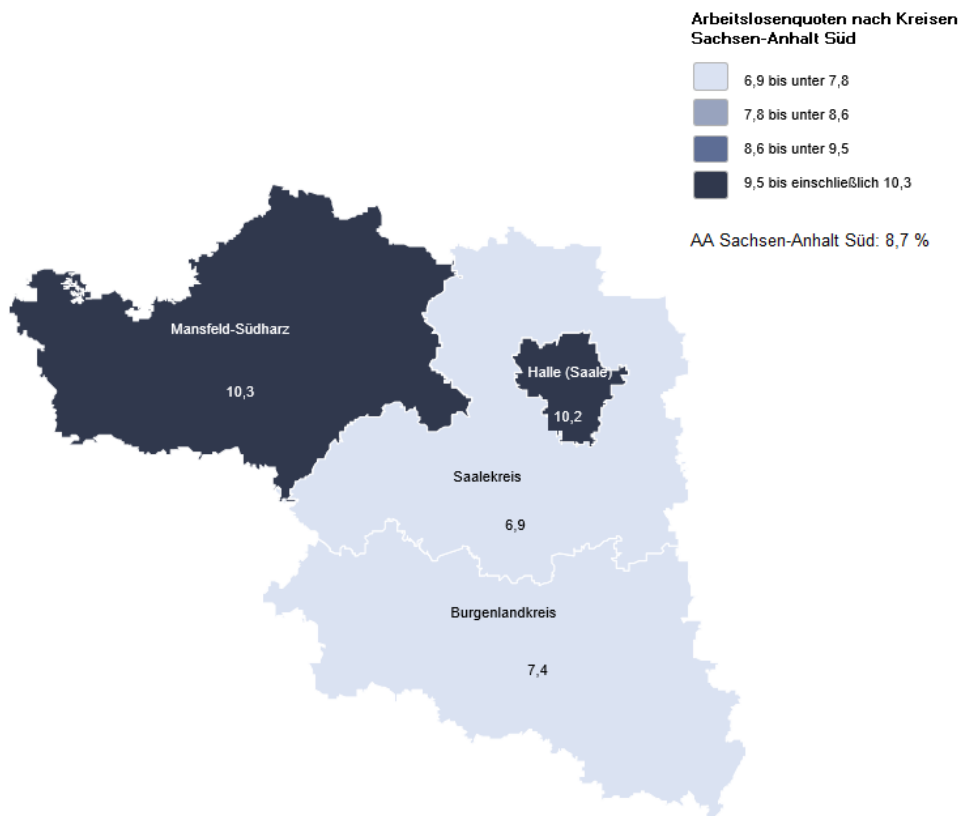 Arbeitslosenquoten nach Kreisen
Sachsen-Anhalt Süd
6,9 bis unter 7,8
7,8 bis unter 8,6
8,6 bis unter 9,5
9,5 bis einschließlich 10,3
AA Sachsen-Anhalt Süd: 8,7 %
Mansfeld-Südharz
10,3
Halle (Saale)
10,2
Saalekreis
6,9
Burgenlandkreis
7,4